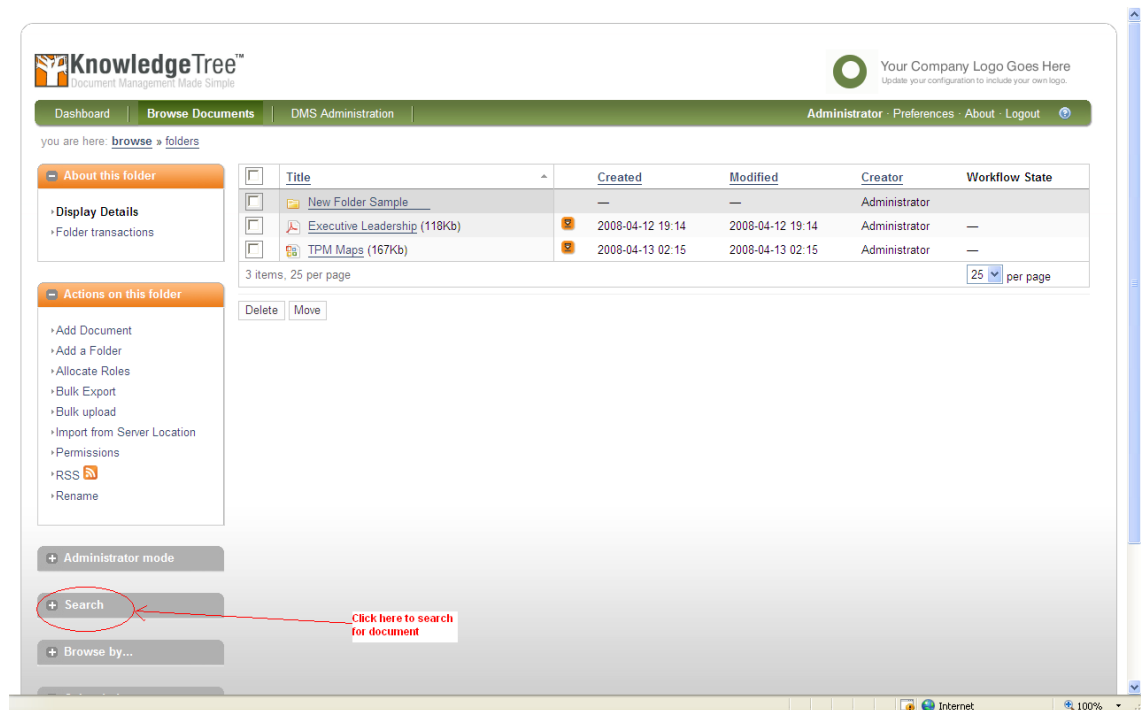 KnowledgeTree™
Document Management Made Simple
Your Company Logo Goes Here
Update your configuration to include your own logo.
Dashboard Browse Documents DMS Administration Administrator · Preferences · About · Logout ?
you are here: browse » folders
About this folder
Display Details
Folder transactions
Actions on this folder
Add Document
Add a Folder
Allocate Roles
Bulk Export
Bulk upload
Import from Server Location
Permissions
RSS
Rename
Administrator mode
Search
Browse by...
Title Created Modified Creator Workflow State
New Folder Sample — — Administrator
Executive Leadership (118Kb) 2008-04-12 19:14 2008-04-12 19:14 Administrator —
TPM Maps (167Kb) 2008-04-13 02:15 2008-04-13 02:15 Administrator —
3 items, 25 per page 25 per page
Delete Move
Click here to search
for document
Internet 100%